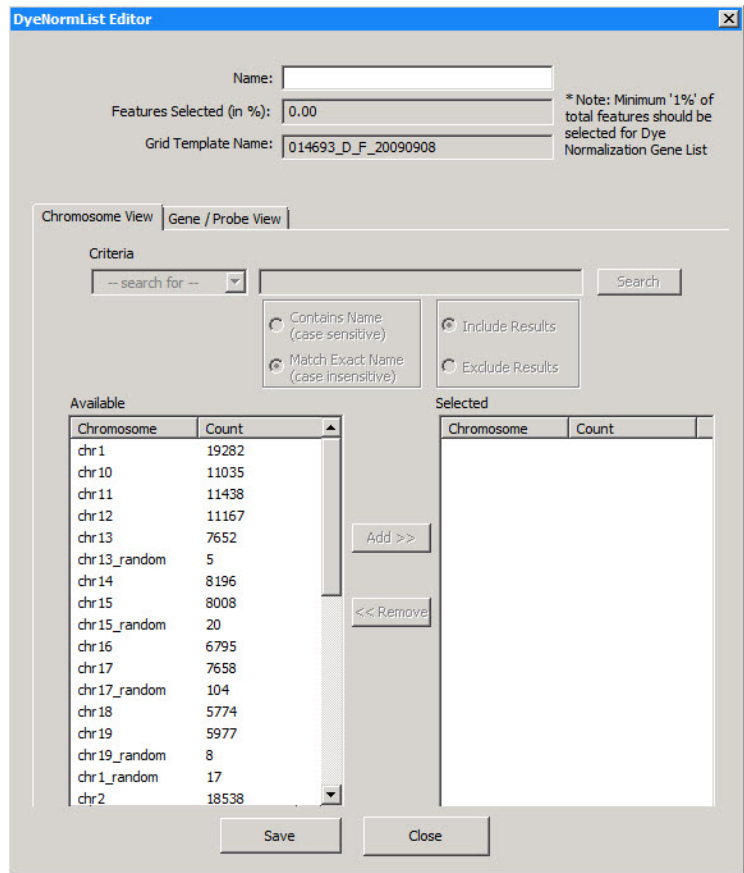 DyeNormList Editor
Name:
Features Selected (in %): 0.00
Grid Template Name: 014693_D_F_20090908
* Note: Minimum '1%' of
total features should be
selected for Dye
Normalization Gene List
Chromosome View Gene / Probe View
Criteria
-- search for -- Search
Contains Name
(case sensitive)
Match Exact Name
(case insensitive)
Include Results
Exclude Results
Available
Chromosome Count
chr1 19282
chr10 11035
chr11 11438
chr12 11167
chr13 7652
chr13_random 5
chr14 8196
chr15 8008
chr15_random 20
chr16 6795
chr17 7658
chr17_random 104
chr18 5774
chr19 5977
chr19_random 8
chr1_random 17
chr2 18538
Add >>
<< Remove
Selected
Chromosome Count
Save Close